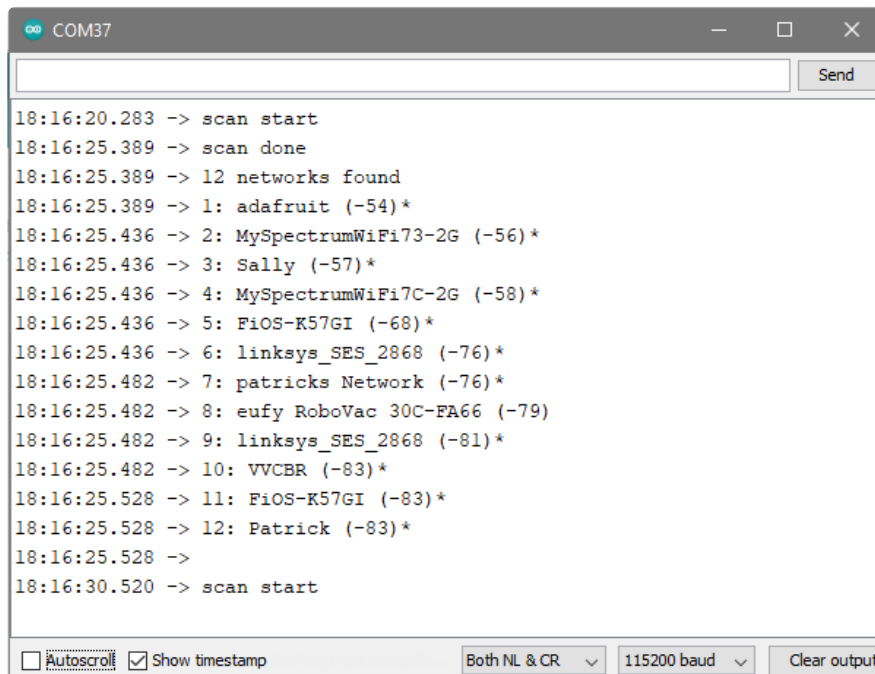 COM37
Send
18:16:20.283 -> scan start
18:16:25.389 -> scan done
18:16:25.389 -> 12 networks found
18:16:25.389 -> 1: adafruit (-54)*
18:16:25.436 -> 2: MySpectrumWiFi73-2G (-56)*
18:16:25.436 -> 3: Sally (-57)*
18:16:25.436 -> 4: MySpectrumWiFi7C-2G (-58)*
18:16:25.436 -> 5: FiOS-K57GI (-68)*
18:16:25.436 -> 6: linksys_SES_2868 (-76)*
18:16:25.482 -> 7: patricks Network (-76)*
18:16:25.482 -> 8: eufy RoboVac 30C-FA66 (-79)
18:16:25.482 -> 9: linksys_SES_2868 (-81)*
18:16:25.482 -> 10: VVCBR (-83)*
18:16:25.528 -> 11: FiOS-K57GI (-83)*
18:16:25.528 -> 12: Patrick (-83)*
18:16:25.528 ->
18:16:30.520 -> scan start
Autoscroll Show timestamp Both NL & CR 115200 baud Clear output